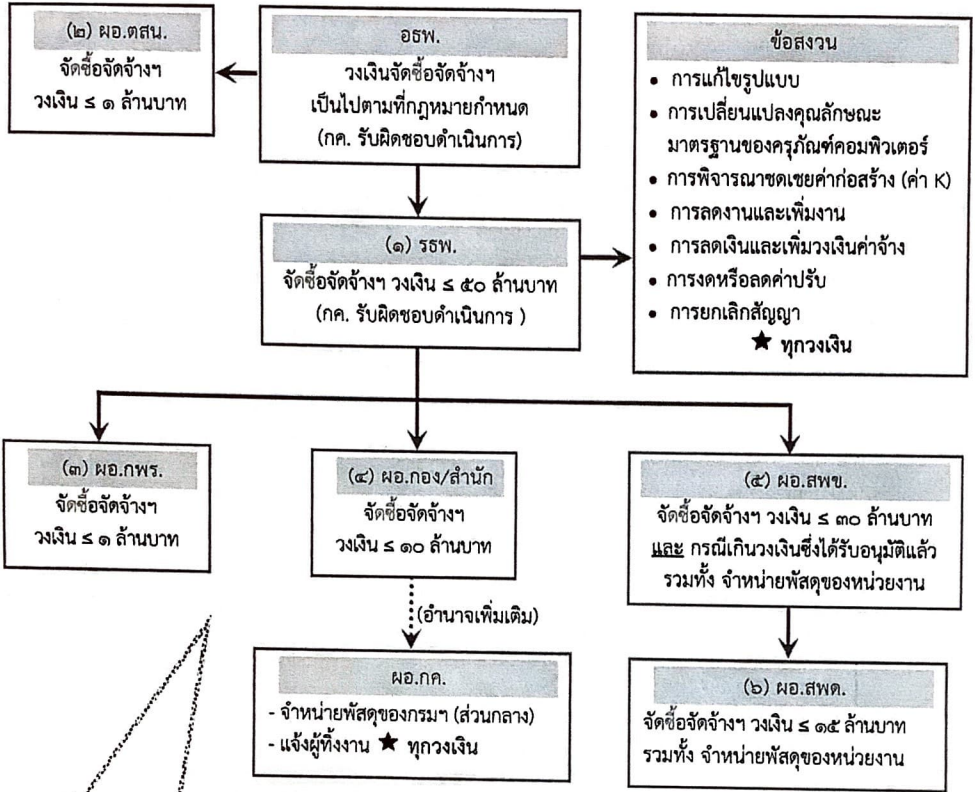 (๒) ผอ.ตสน.
จัดซื้อจัดจ้างฯ
วงเงิน ≤ ๑ ล้านบาท
อธพ.
วงเงินจัดซื้อจัดจ้างฯ
เป็นไปตามที่กฎหมายกำหนด
(กค. รับผิดชอบดำเนินการ)
ข้อสงวน
• การแก้ไขรูปแบบ
• การเปลี่ยนแปลงคุณลักษณะ
มาตรฐานของครุภัณฑ์คอมพิวเตอร์
• การพิจารณาชดเชยค่าก่อสร้าง (ค่า K)
• การลดงานและเพิ่มงาน
• การลดเงินและเพิ่มวงเงินค่าจ้าง
• การงดหรือลดค่าปรับ
• การยกเลิกสัญญา
★ ทุกวงเงิน
(๑) รธพ.
จัดซื้อจัดจ้างฯ วงเงิน ≤ ๕๐ ล้านบาท
(กค. รับผิดชอบดำเนินการ )
(๓) ผอ.กพร.
จัดซื้อจัดจ้างฯ
วงเงิน ≤ ๑ ล้านบาท
(๔) ผอ.กอง/สำนัก
จัดซื้อจัดจ้างฯ
วงเงิน ≤ ๑๐ ล้านบาท
(๕) ผอ.สพข.
จัดซื้อจัดจ้างฯ วงเงิน ≤ ๓๐ ล้านบาท
และ กรณีเกินวงเงินซึ่งได้รับอนุมัติแล้ว
รวมทั้ง จำหน่ายพัสดุของหน่วยงาน
(อำนาจเพิ่มเติม)
ผอ.กค.
- จำหน่ายพัสดุของกรมฯ (ส่วนกลาง)
- แจ้งผู้ทิ้งงาน ★ ทุกวงเงิน
(๖) ผอ.สพด.
จัดซื้อจัดจ้างฯ วงเงิน ≤ ๑๕ ล้านบาท
รวมทั้ง จำหน่ายพัสดุของหน่วยงาน